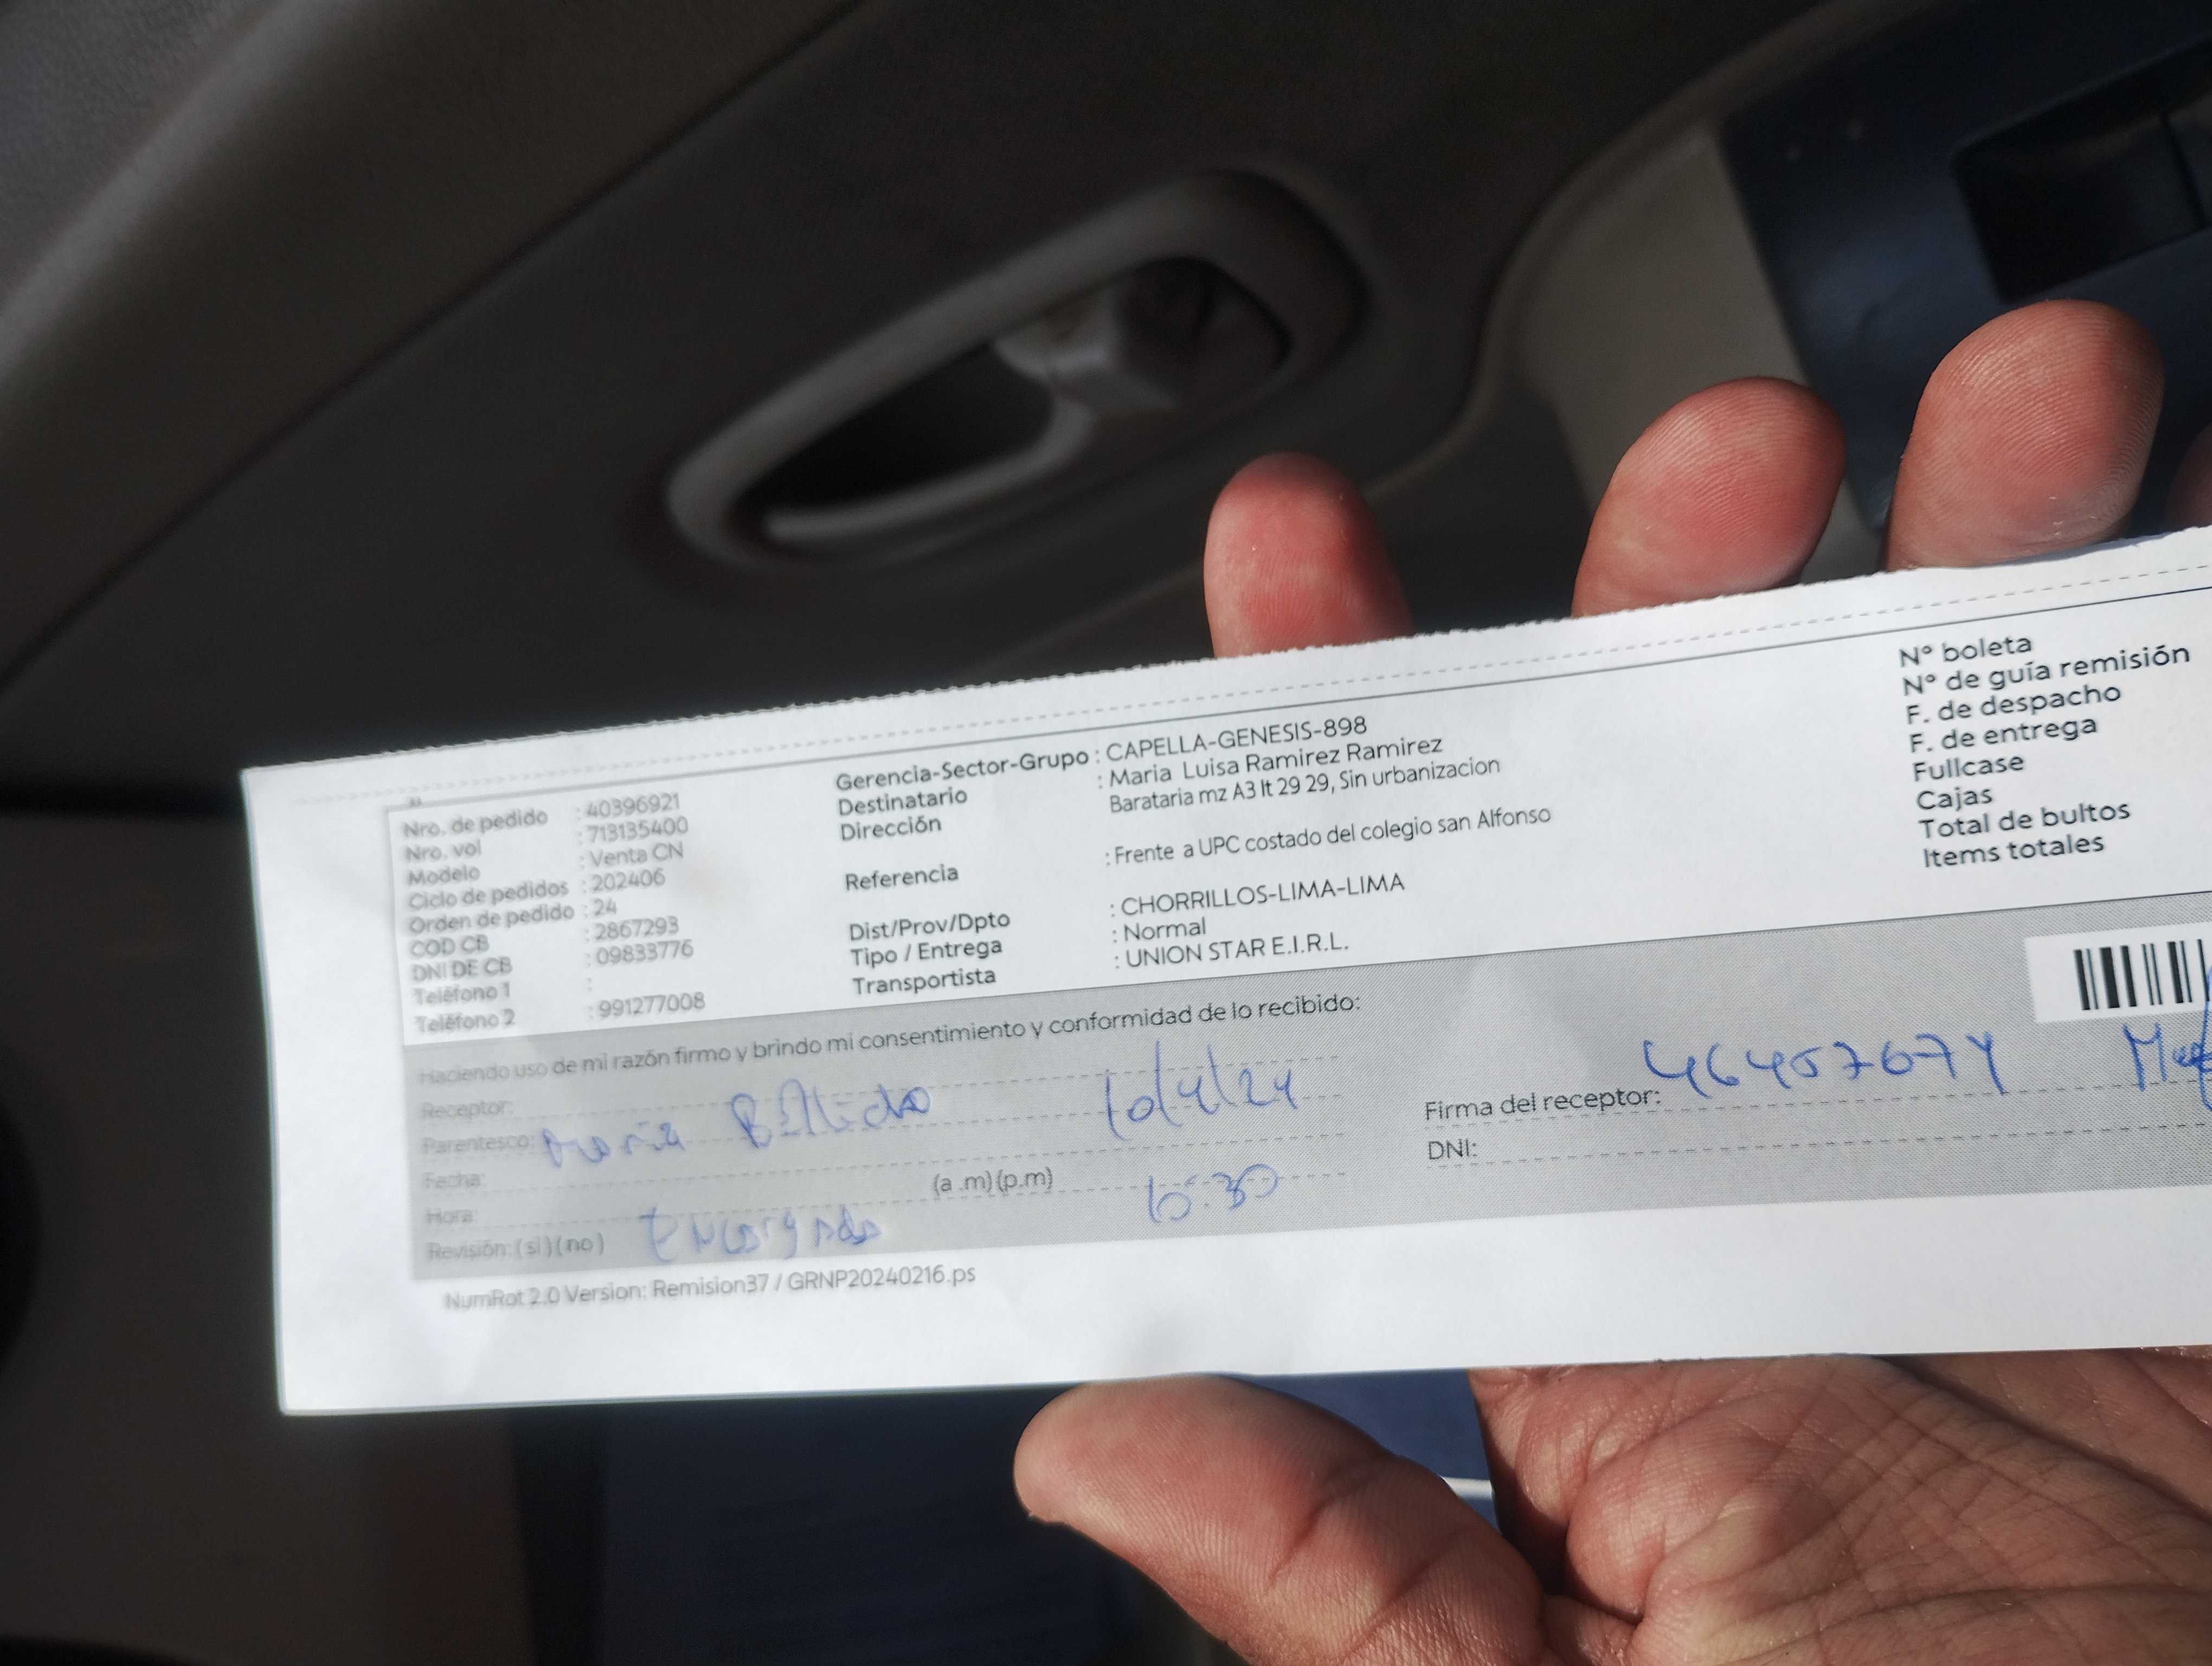 Nro. de pedido : 40396921
Nro. vol : 713135400
Modelo : Venta CN
Ciclo de pedidos : 202406
Orden de pedido : 24
COD CB : 2867293
DNI DE CB : 09833776
Teléfono 1 :
Teléfono 2 : 991277008
Gerencia-Sector-Grupo : CAPELLA-GENESIS-898
Destinatario : Maria Luisa Ramirez Ramirez
Dirección Barataria mz A3 lt 29 29, Sin urbanizacion
Referencia : Frente a UPC costado del colegio san Alfonso
Dist/Prov/Dpto : CHORRILLOS-LIMA-LIMA
Tipo / Entrega : Normal
Transportista : UNION STAR E.I.R.L.
N° boleta
N° de guía remisión
F. de despacho
F. de entrega
Fullcase
Cajas
Total de bultos
Items totales
Haciendo uso de mi razón firmo y brindo mi consentimiento y conformidad de lo recibido:
Receptor:
Parentesco: 10/4/24
Fecha:
Hora: (a .m)(p.m)
Revisión: (si)(no) Encargado
Firma del receptor:
DNI:
NumRot 2.0 Version: Remision37 / GRNP20240216.ps